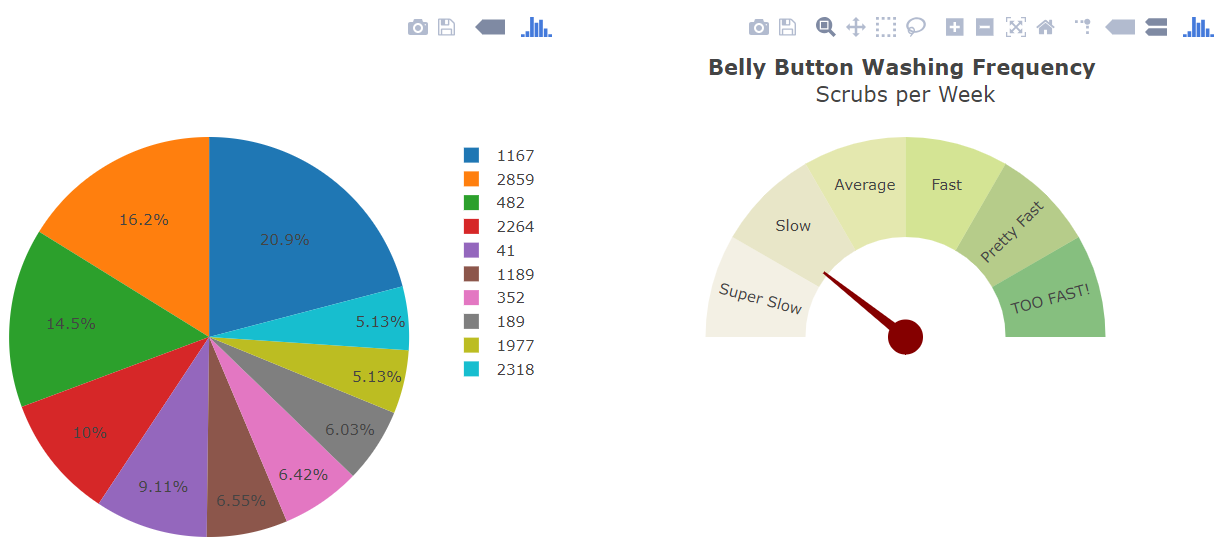 Belly Button Washing Frequency
Scrubs per Week
20.9%
16.2%
14.5%
10%
9.11%
6.55%
6.42%
6.03%
5.13%
5.13%
1167
2859
482
2264
41
1189
352
189
1977
2318
Super Slow
Slow
Average
Fast
Pretty Fast
TOO FAST!